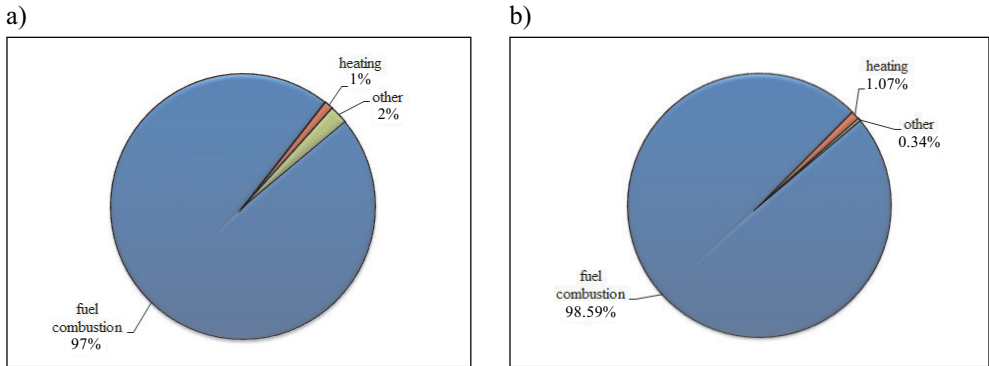 a)
heating
1%
other
2%
fuel
combustion
97%
b)
heating
1.07%
other
0.34%
fuel
combustion
98.59%